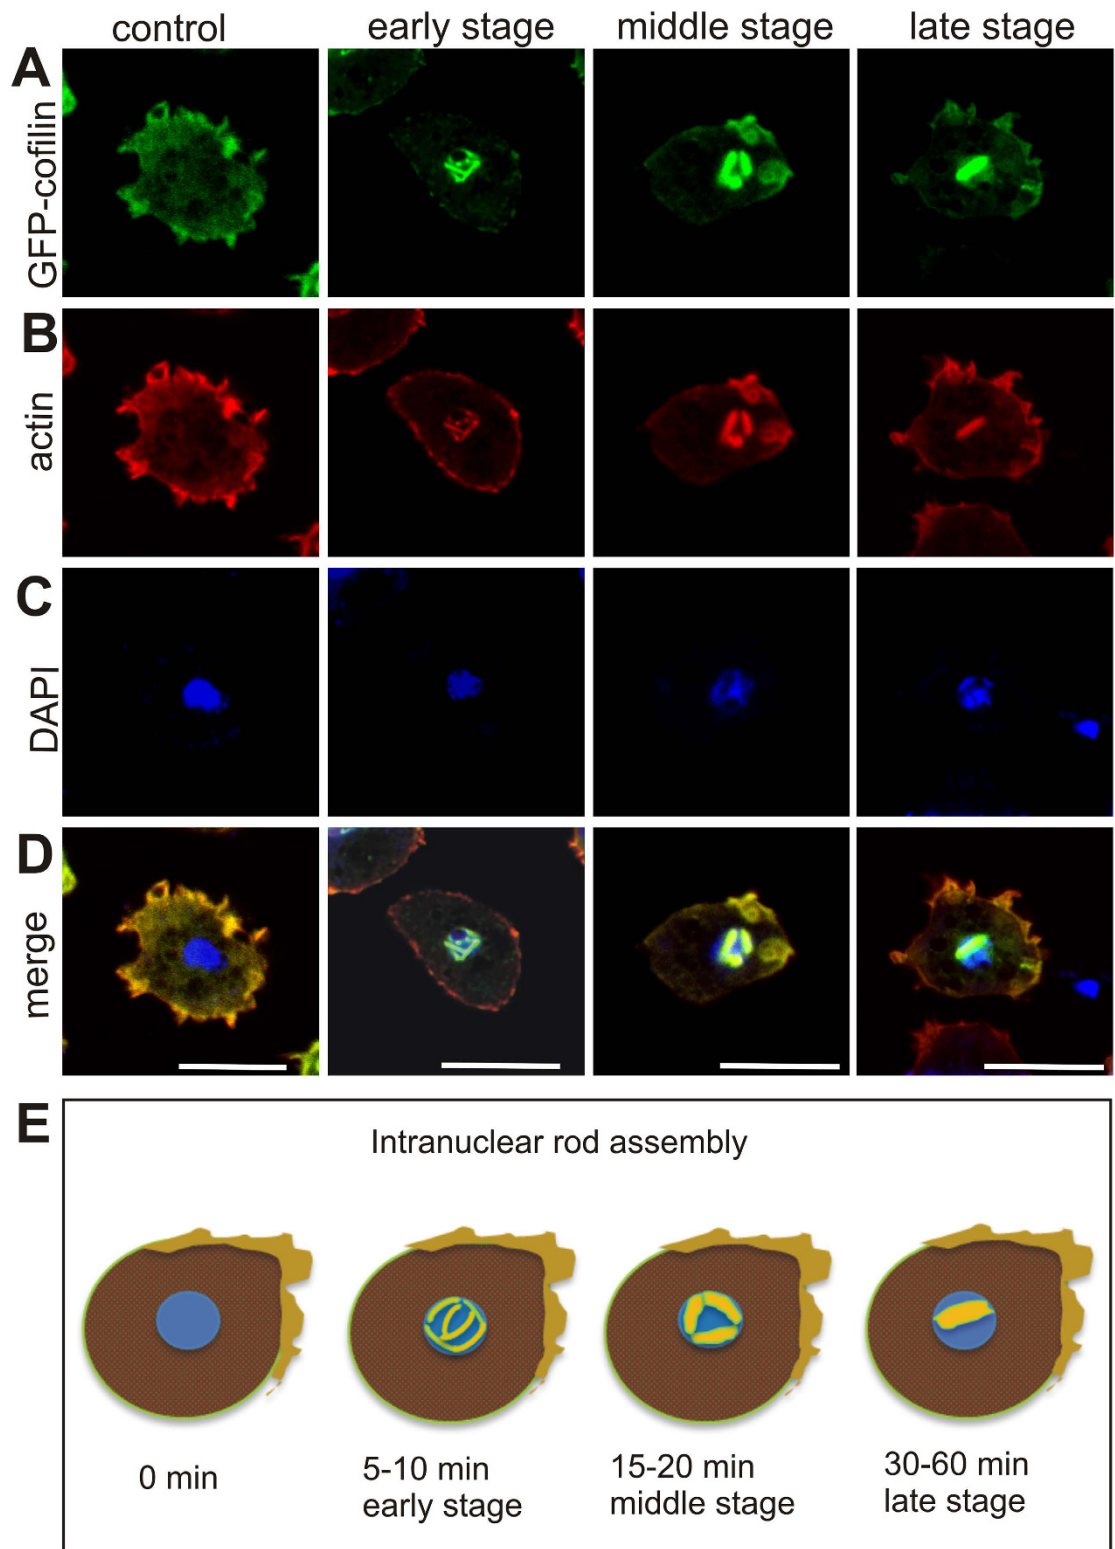 control early stage middle stage late stage
A
GFP-cofilin
B
actin
C
DAPI
D
merge
E
Intranuclear rod assembly
0 min
5-10 min
early stage
15-20 min
middle stage
30-60 min
late stage